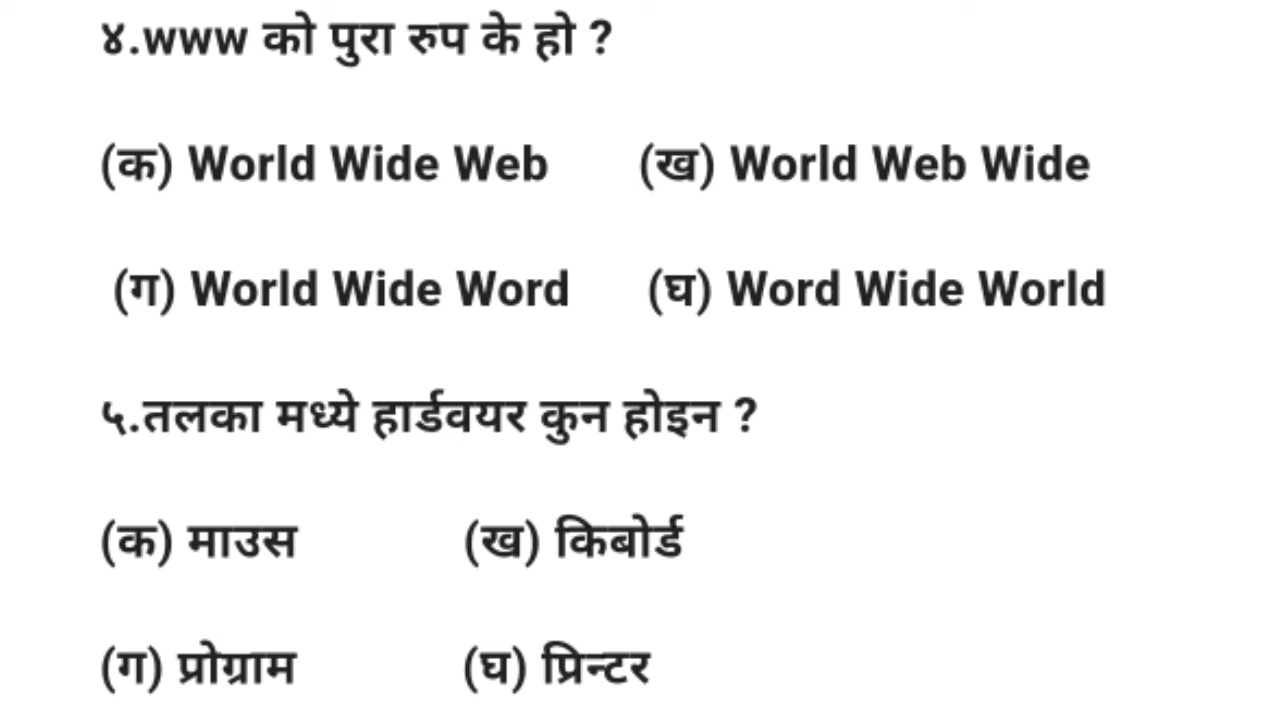 ४.www को पुरा रुप के हो ?
(क) World Wide Web (ख) World Web Wide
(ग) World Wide Word (घ) Word Wide World
५.तलका मध्ये हार्डवयर कुन होइन ?
(क) माउस (ख) किबोर्ड
(ग) प्रोग्राम (घ) प्रिन्टर